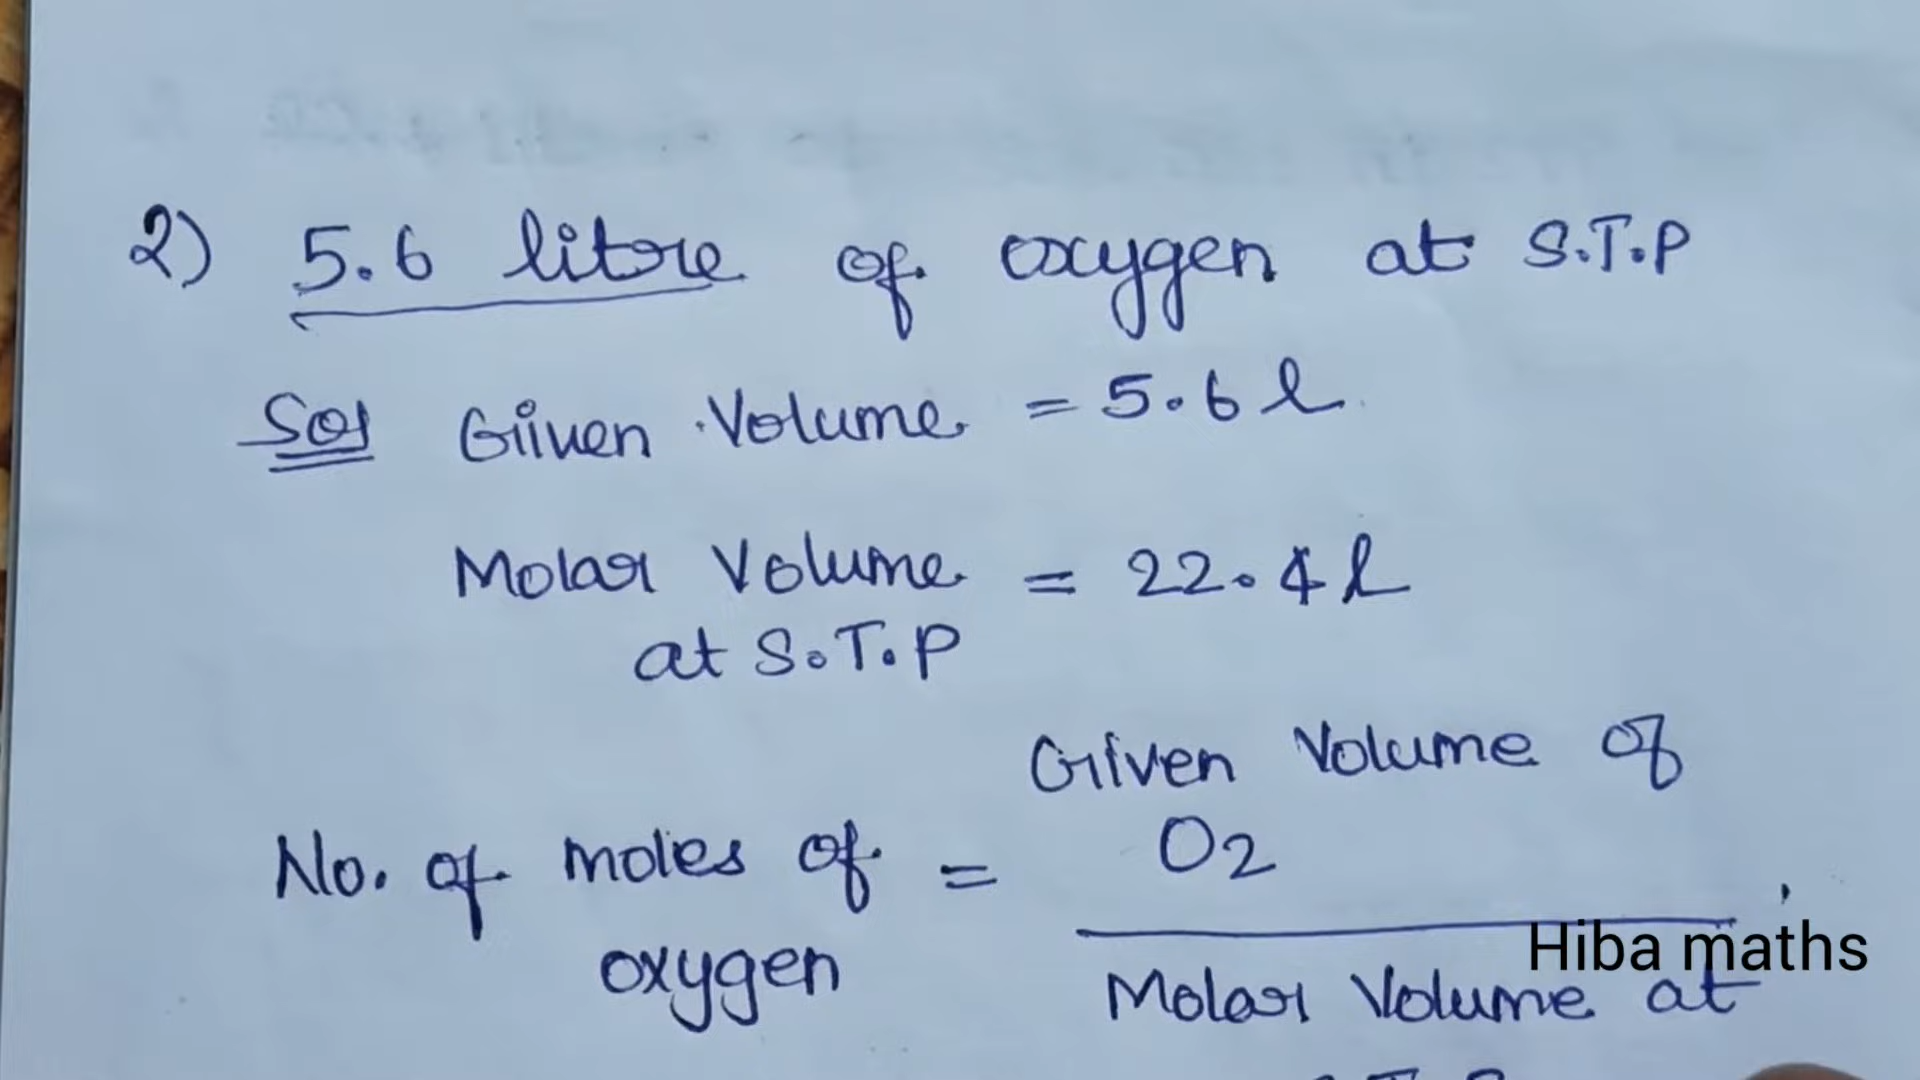 2) 5.6 litre of oxygen at S.T.P
Sol Given Volume = 5.6 l
Molar Volume = 22.4 l
at S.T.P
Given Volume of
No. of moles of = O2
oxygen
Hiba maths
Molar Volume at